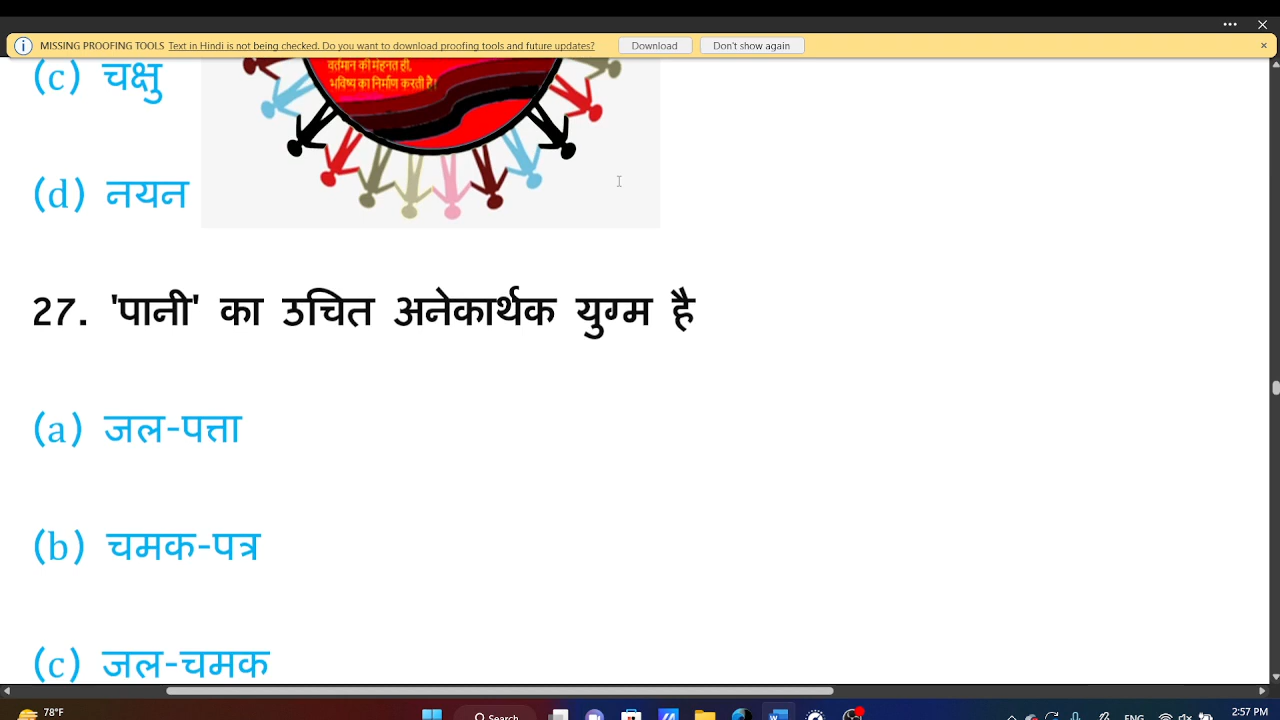 MISSING PROOFING TOOLS Text in Hindi is not being checked. Do you want to download proofing tools and future updates? Download Don't show again
(c) चक्षु
वर्तमान की मेहनत ही,
भविष्य का निर्माण करती है।
(d) नयन
27. 'पानी' का उचित अनेकार्थक युग्म है
(a) जल-पत्ता
(b) चमक-पत्र
(c) जल-चमक
78°F
Search
ENG
2:57 PM